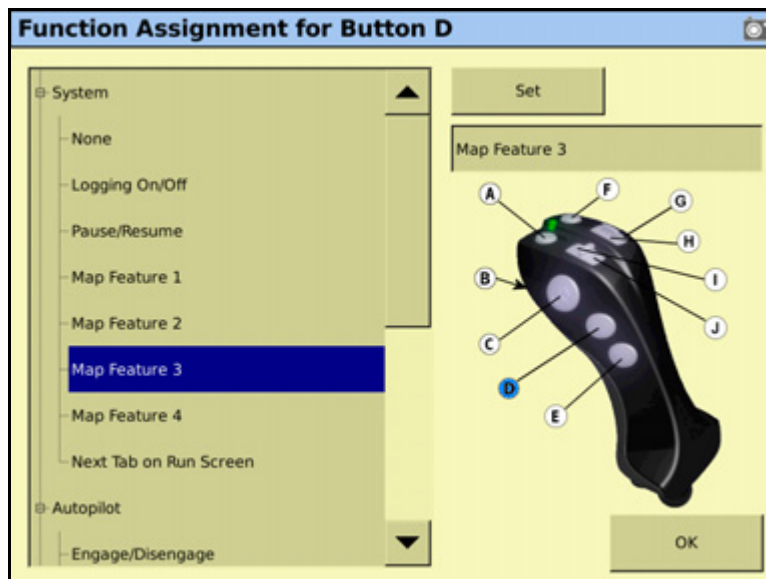 Function Assignment for Button D
System
None
Logging On/Off
Pause/Resume
Map Feature 1
Map Feature 2
Map Feature 3
Map Feature 4
Next Tab on Run Screen
Autopilot
Engage/Disengage
Set
Map Feature 3
A
F
G
H
B
I
C
J
D
E
OK